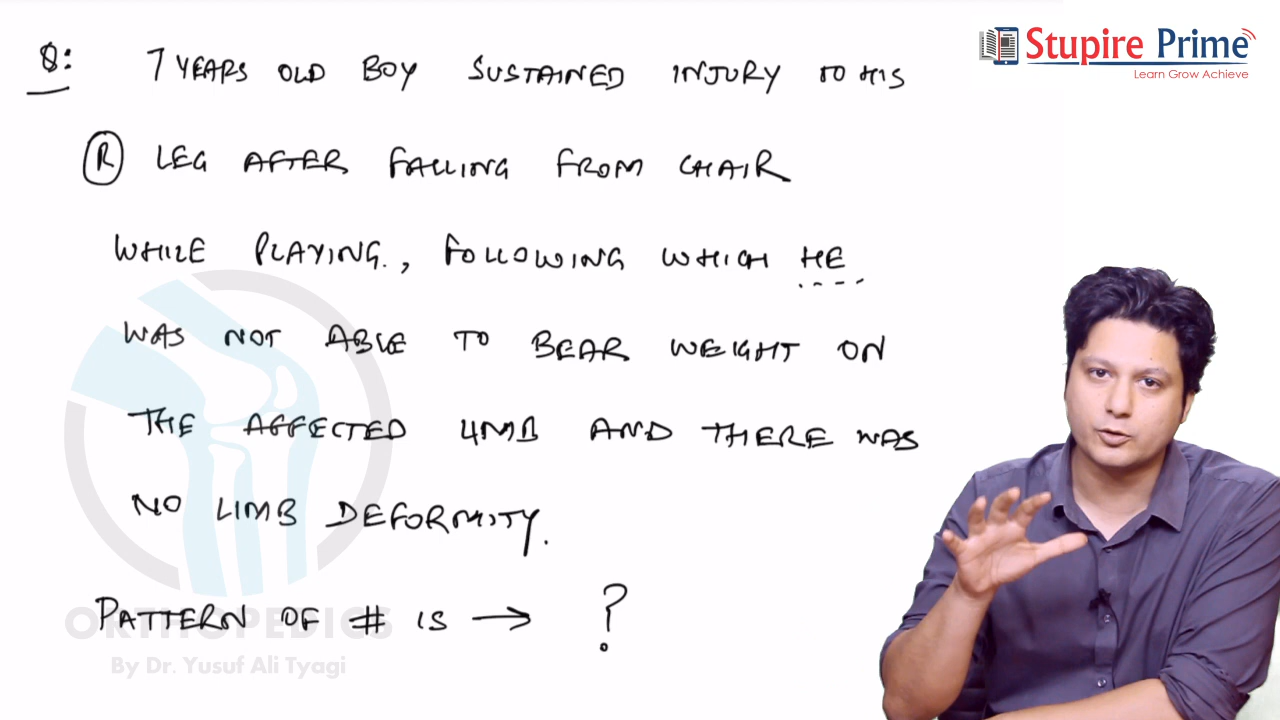 Q: 7 YEARS OLD BOY SUSTAINED INJURY TO HIS
R LEG AFTER FALLING FROM CHAIR
WHILE PLAYING., FOLLOWING WHICH HE
WAS NOT ABLE TO BEAR WEIGHT ON
THE AFFECTED LIMB AND THERE WAS
NO LIMB DEFORMITY.
PATTERN OF # IS → ?
Stupire Prime
Learn Grow Achieve
ORTHOPEDICS
By Dr. Yusuf Ali Tyagi